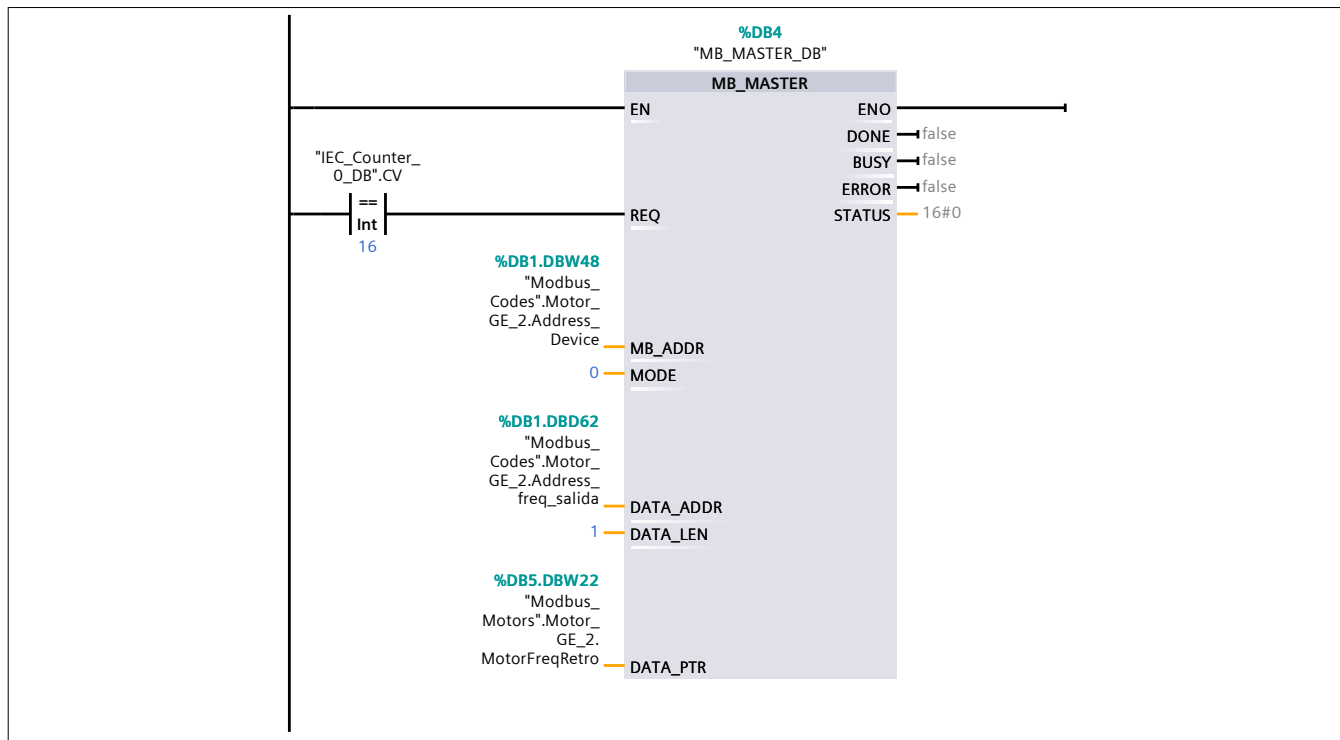 %DB4
"MB_MASTER_DB"
MB_MASTER
EN
ENO
DONE
false
BUSY
false
"IEC_Counter_
0_DB".CV
ERROR
false
==
Int
16
REQ
STATUS
16#0
%DB1.DBW48
"Modbus_
Codes".Motor_
GE_2.Address_
Device
MB_ADDR
0
MODE
%DB1.DBD62
"Modbus_
Codes".Motor_
GE_2.Address_
freq_salida
DATA_ADDR
1
DATA_LEN
%DB5.DBW22
"Modbus_
Motors".Motor_
GE_2.
MotorFreqRetro
DATA_PTR